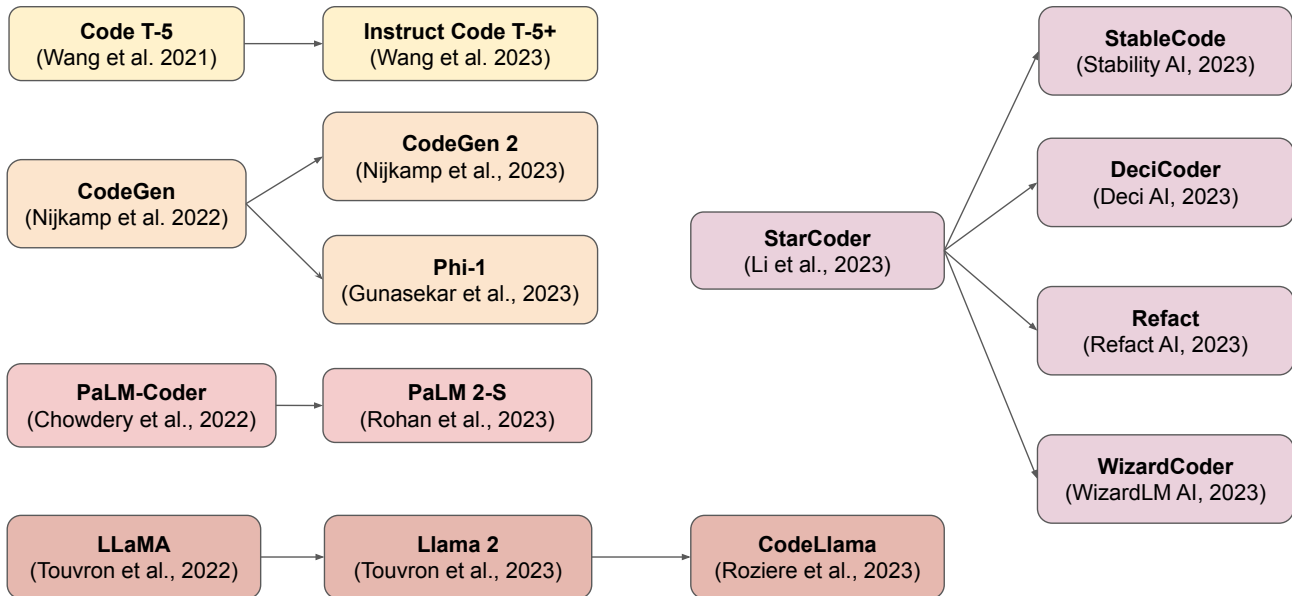 Code T-5
(Wang et al. 2021)
Instruct Code T-5+
(Wang et al. 2023)
CodeGen
(Nijkamp et al. 2022)
CodeGen 2
(Nijkamp et al., 2023)
Phi-1
(Gunasekar et al., 2023)
PaLM-Coder
(Chowdery et al., 2022)
PaLM 2-S
(Rohan et al., 2023)
LLaMA
(Touvron et al., 2022)
Llama 2
(Touvron et al., 2023)
CodeLlama
(Roziere et al., 2023)
StarCoder
(Li et al., 2023)
StableCode
(Stability AI, 2023)
DeciCoder
(Deci AI, 2023)
Refact
(Refact AI, 2023)
WizardCoder
(WizardLM AI, 2023)